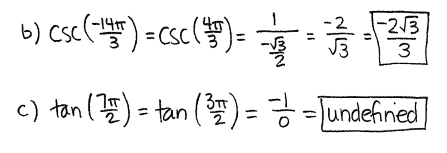 b) csc(-14π/3) = csc(4π/3) = 1/(-√3/2) = -2/√3 = -2√3/3
c) tan(7π/2) = tan(3π/2) = -1/0 = undefined